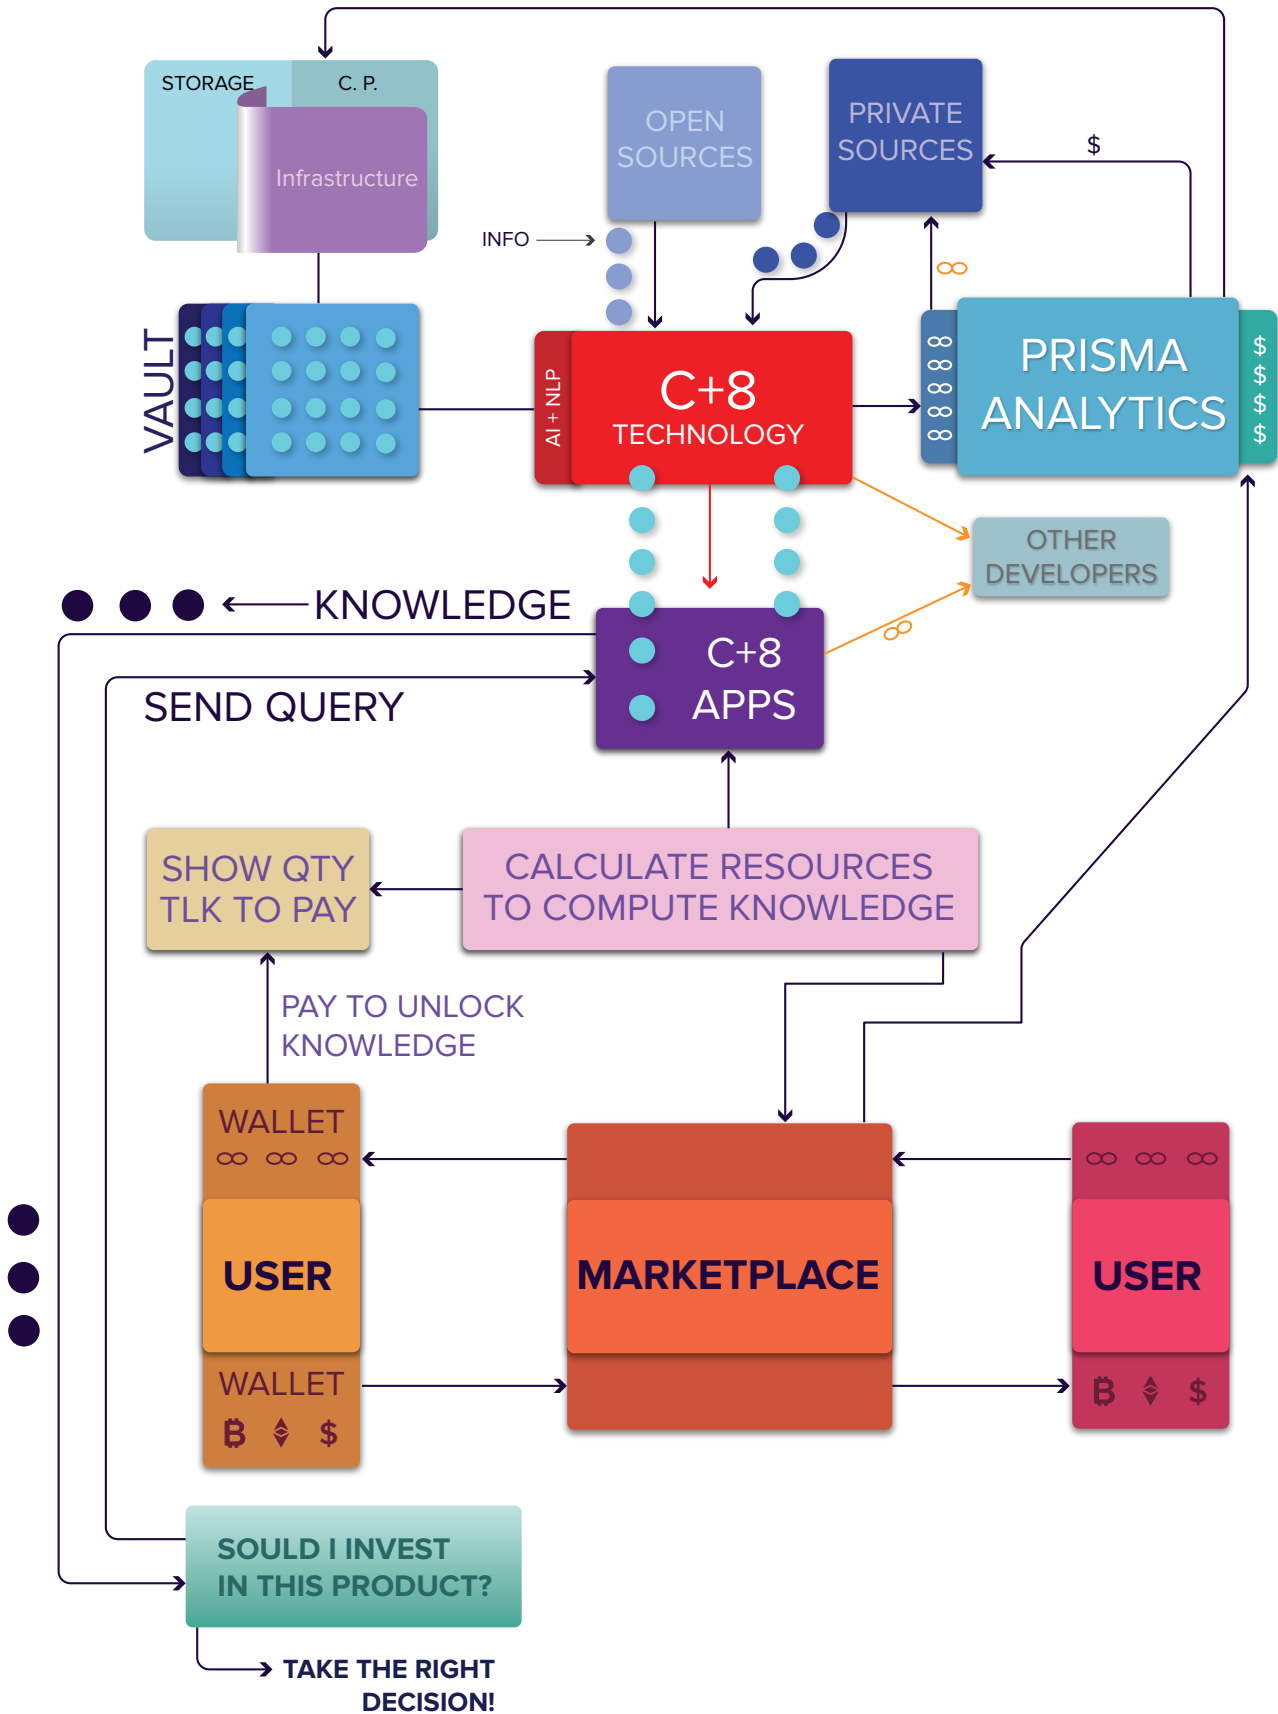 STORAGE
C. P.
Infrastructure
OPEN
SOURCES
PRIVATE
SOURCES
$
INFO
VAULT
AI + NLP
C+8
TECHNOLOGY
PRISMA
ANALYTICS
$
$
$
$
OTHER
DEVELOPERS
KNOWLEDGE
C+8
APPS
SEND QUERY
SHOW QTY
TLK TO PAY
CALCULATE RESOURCES
TO COMPUTE KNOWLEDGE
PAY TO UNLOCK
KNOWLEDGE
WALLET
USER
WALLET
$
MARKETPLACE
USER
$
SOULD I INVEST
IN THIS PRODUCT?
TAKE THE RIGHT
DECISION!